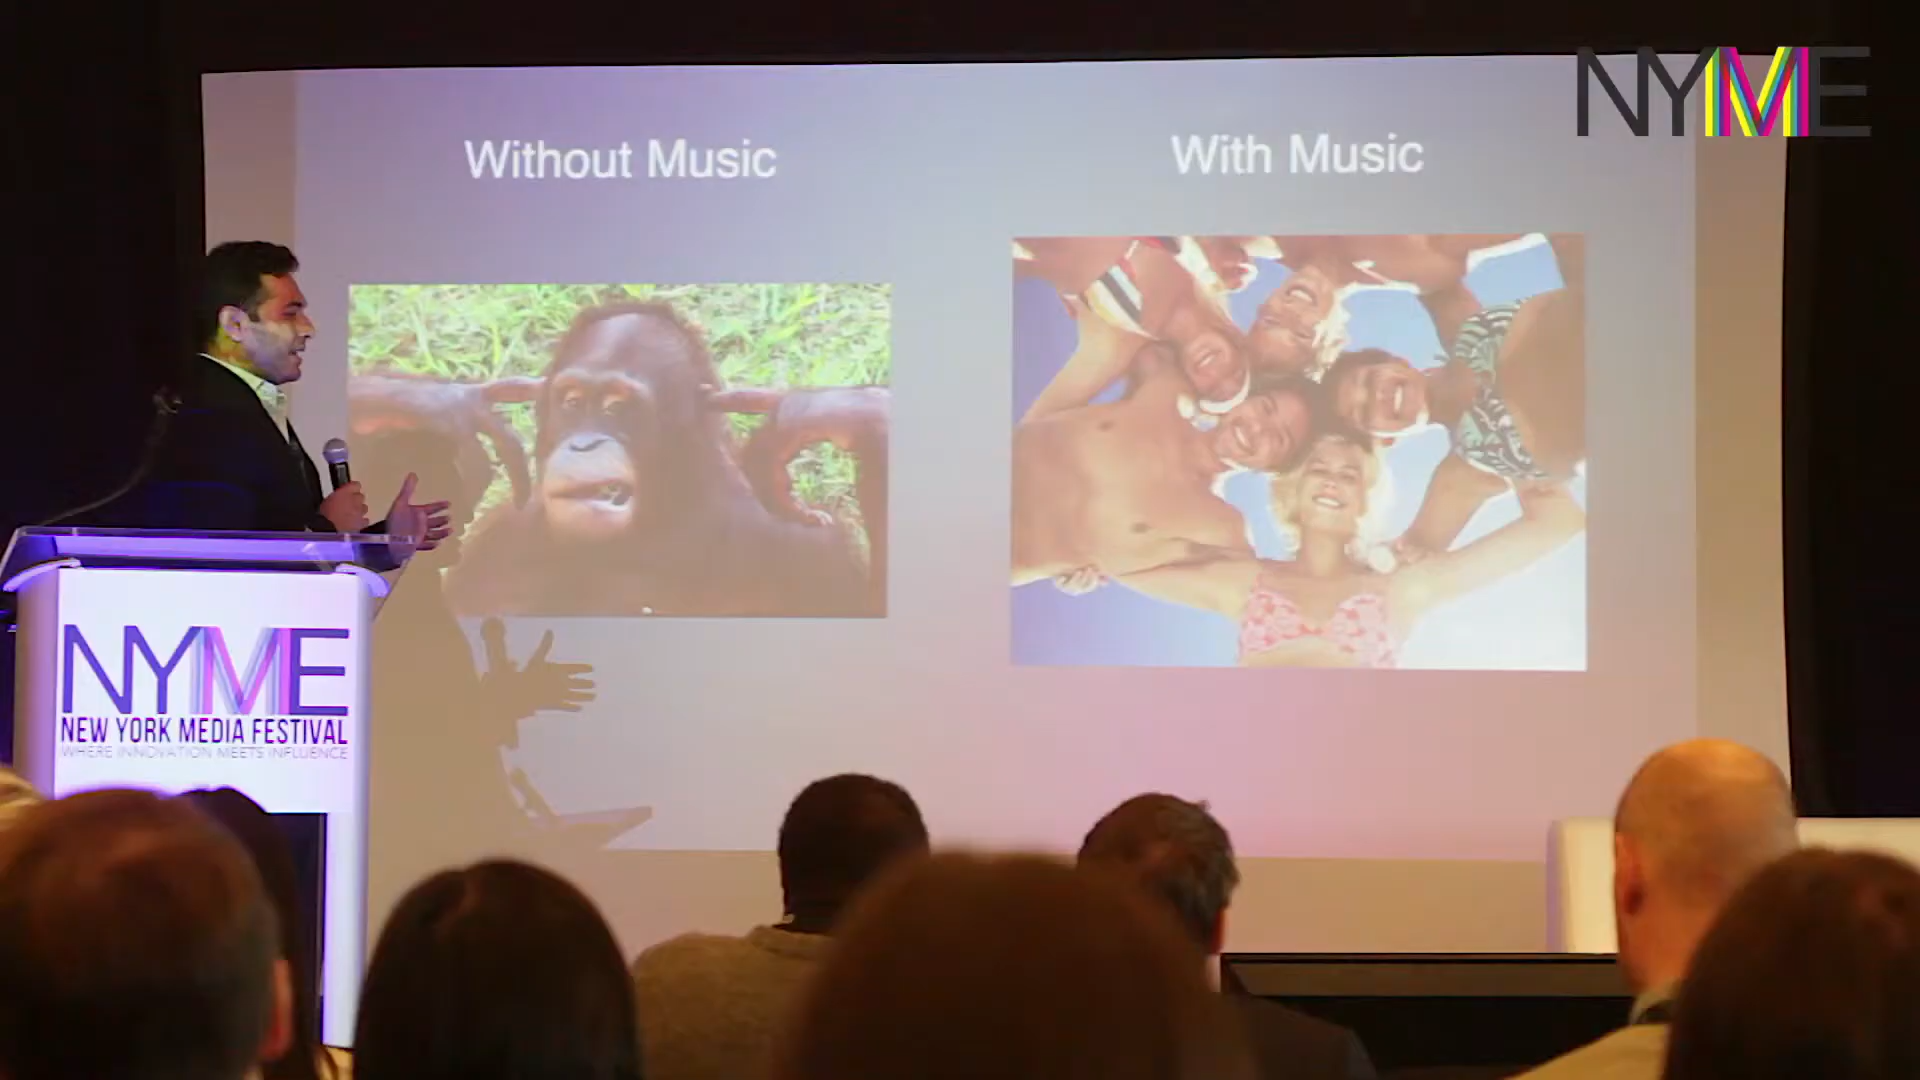 NYME
Without Music
With Music
NYME
NEW YORK MEDIA FESTIVAL
WHERE INNOVATION MEETS INFLUENCE